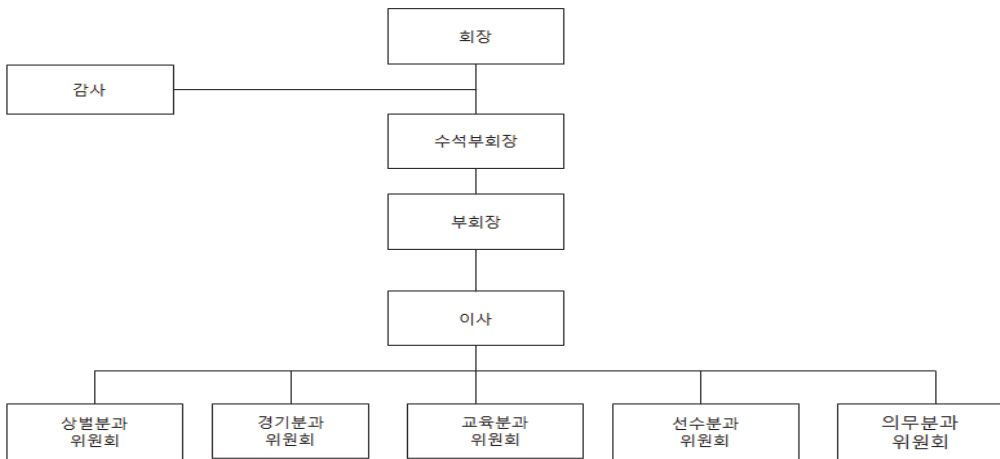 회장
감사
수석부회장
부회장
이사
상벌분과
위원회
경기분과
위원회
교육분과
위원회
선수분과
위원회
의무분과
위원회